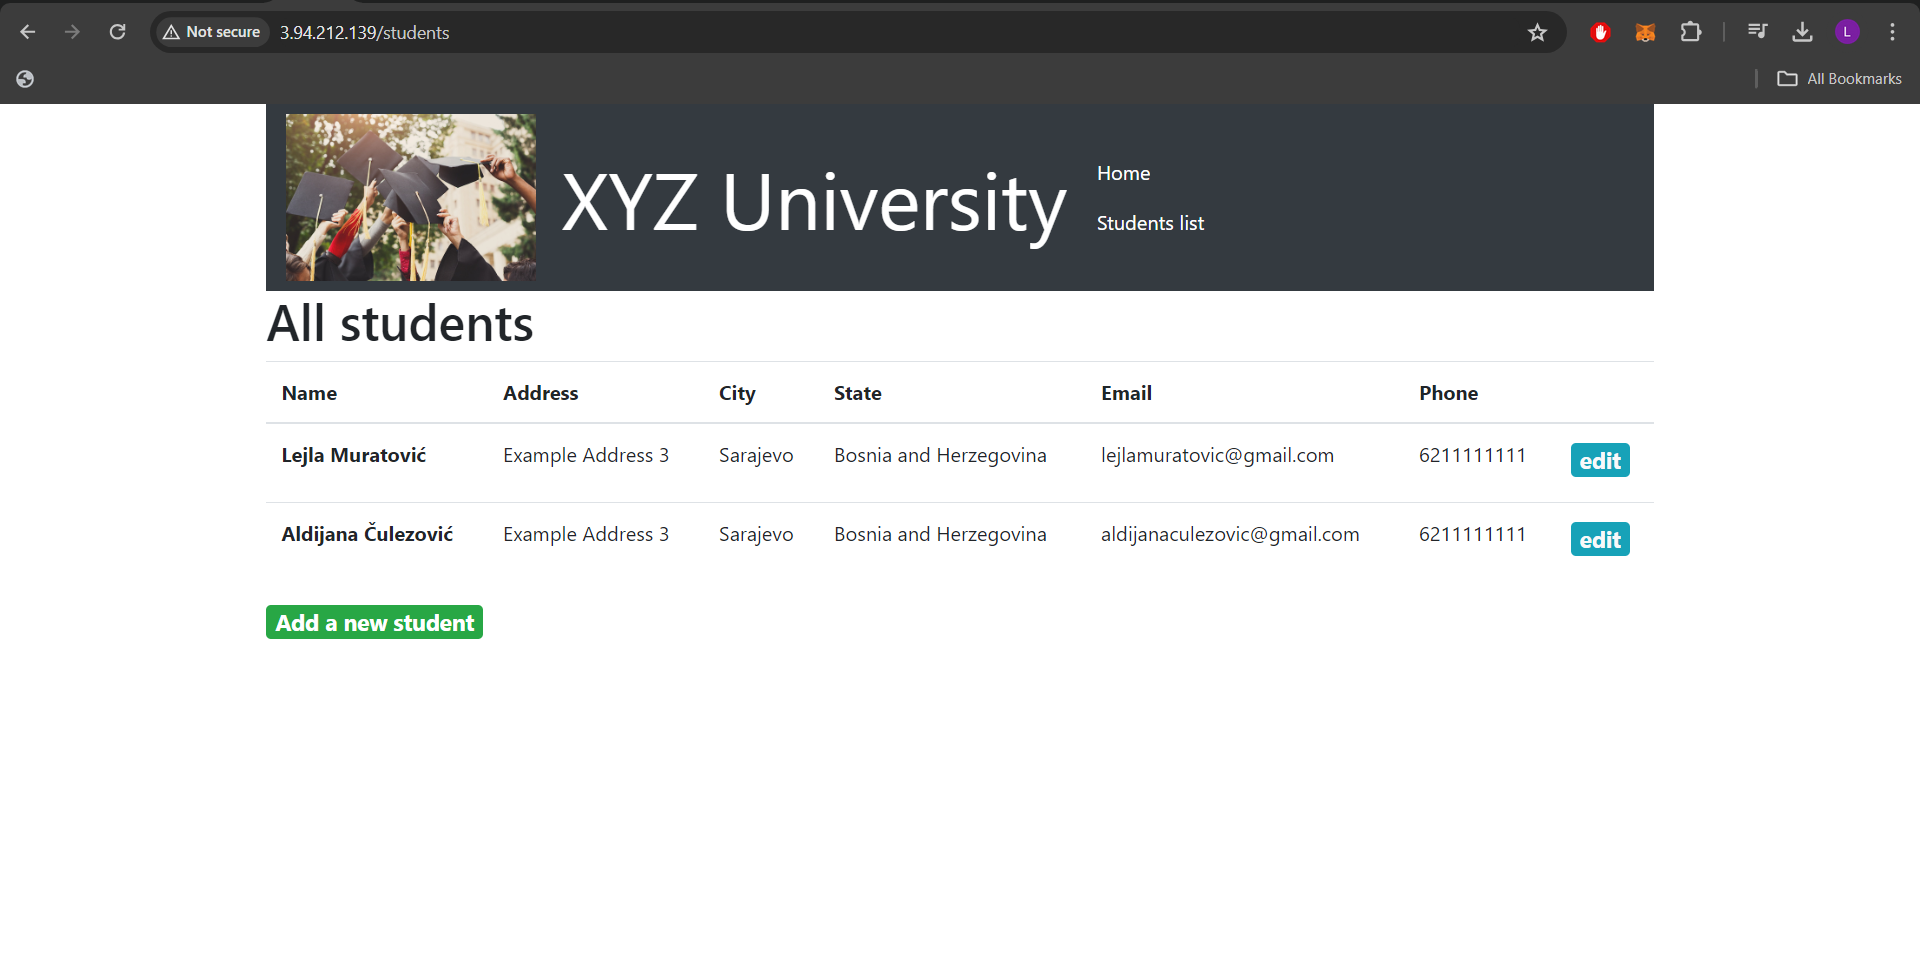 Not secure 3.94.212.139/students L
All Bookmarks
XYZ University
Home
Students list
All students
Name Address City State Email Phone
Lejla Muratović Example Address 3 Sarajevo Bosnia and Herzegovina lejlamuratovic@gmail.com 6211111111 edit
Aldijana Čulezović Example Address 3 Sarajevo Bosnia and Herzegovina aldijanaculezovic@gmail.com 6211111111 edit
Add a new student